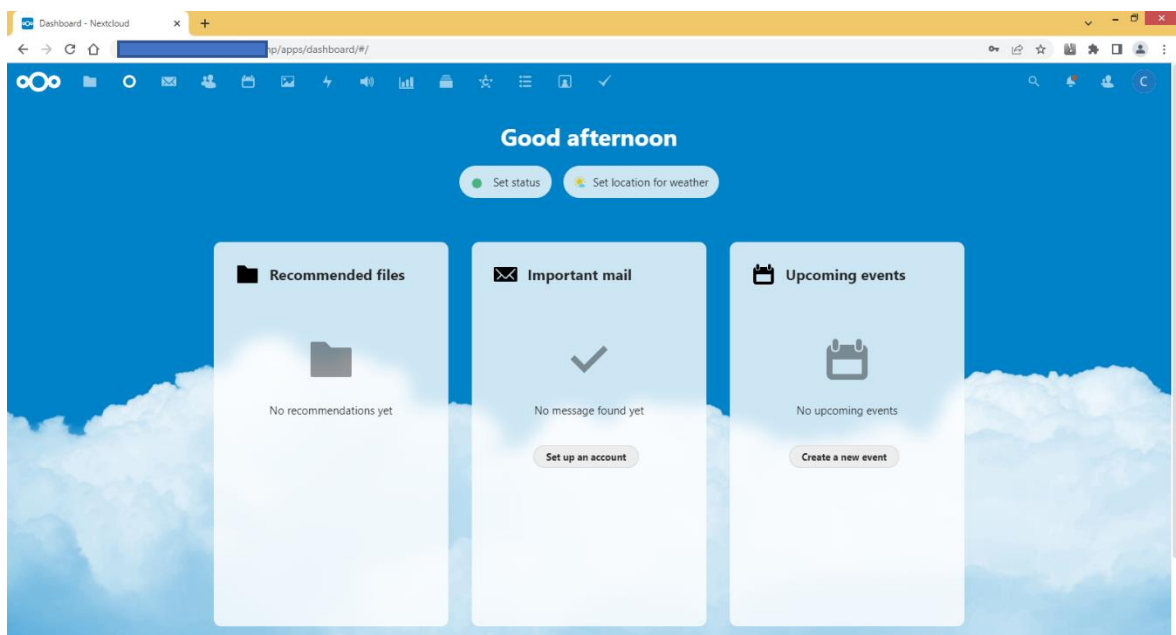 Dashboard - Nextcloud
hp/apps/dashboard/#/
C
Good afternoon
Set status
Set location for weather
Recommended files
Important mail
Upcoming events
No recommendations yet
No message found yet
No upcoming events
Set up an account
Create a new event